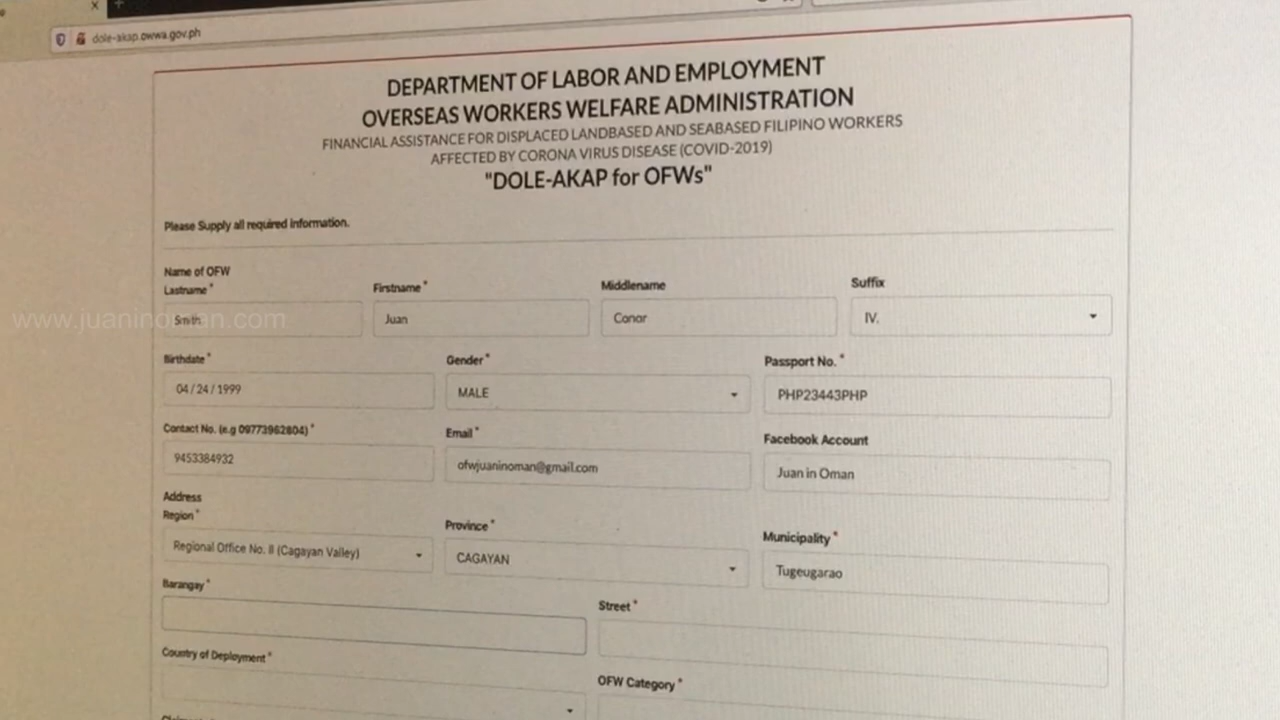 dole-akap.owwa.gov.ph
DEPARTMENT OF LABOR AND EMPLOYMENT
OVERSEAS WORKERS WELFARE ADMINISTRATION
FINANCIAL ASSISTANCE FOR DISPLACED LANDBASED AND SEABASED FILIPINO WORKERS
AFFECTED BY CORONA VIRUS DISEASE (COVID-2019)
"DOLE-AKAP for OFWs"
Please Supply all required information.
Name of OFW
Lastname * Firstname * Middlename Suffix
Smith Juan Conor IV.
www.juaninoman.com
Birthdate * Gender * Passport No. *
04 / 24 / 1999 MALE PHP23443PHP
Contact No. (e.g 09773962804) * Email * Facebook Account
9453384932 ofwjuaninoman@gmail.com Juan in Oman
Address
Region * Province * Municipality *
Regional Office No. II (Cagayan Valley) CAGAYAN Tugeugarao
Barangay * Street *
Country of Deployment * OFW Category *